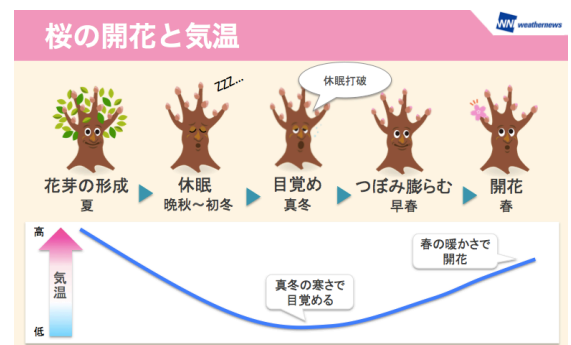 桜の開花と気温
WNI weathernews
zzz...
休眠打破
花芽の形成
夏
休眠
晩秋〜初冬
目覚め
真冬
つぼみ膨らむ
早春
開花
春
高
気温
低
真冬の寒さで
目覚める
春の暖かさで
開花